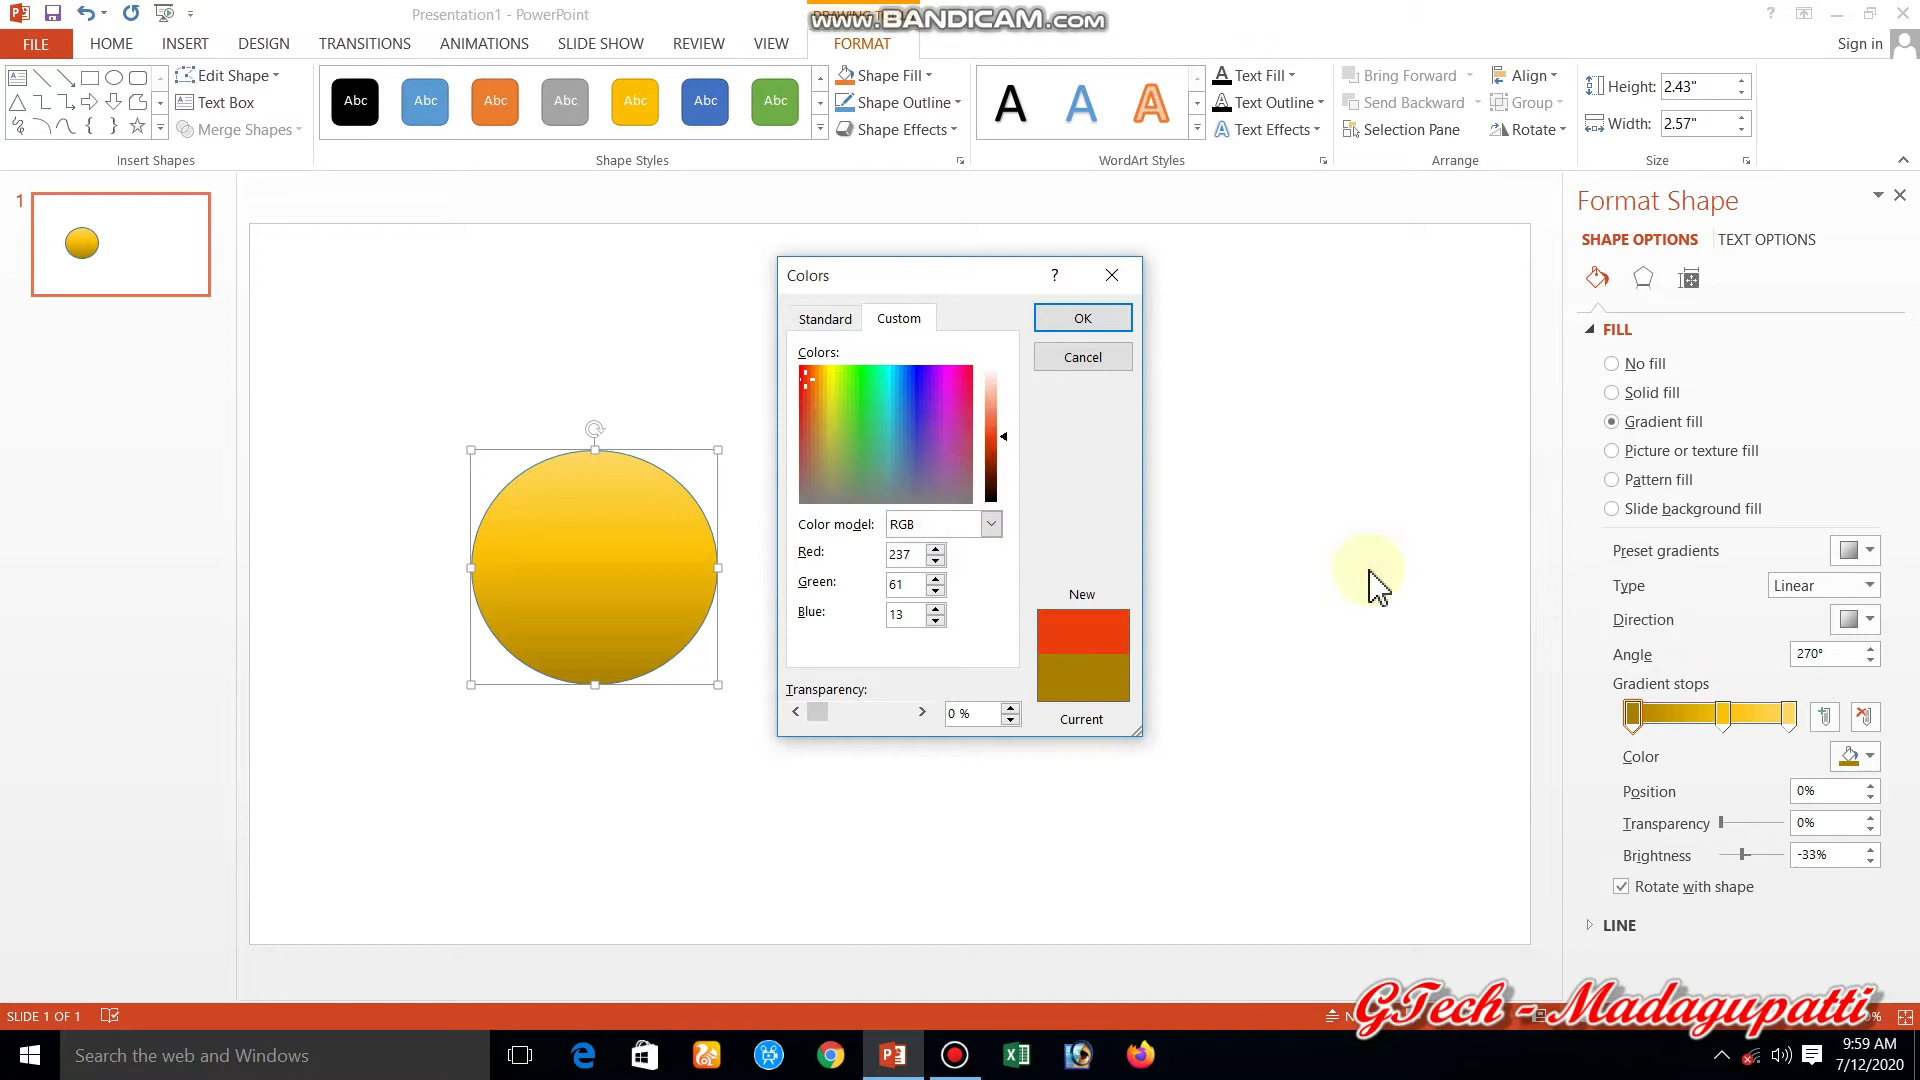 Presentation1 - PowerPoint
www.BANDICAM.com
?
FILE
HOME
INSERT
DESIGN
TRANSITIONS
ANIMATIONS
SLIDE SHOW
REVIEW
VIEW
FORMAT
Sign in
Edit Shape
Text Box
Merge Shapes
Insert Shapes
Abc
Abc
Abc
Abc
Abc
Abc
Abc
Shape Styles
Shape Fill
Shape Outline
Shape Effects
A
A
A
WordArt Styles
Text Fill
Text Outline
Text Effects
Bring Forward
Send Backward
Selection Pane
Align
Group
Rotate
Arrange
Height: 2.43"
Width: 2.57"
Size
1
Colors
?
Standard
Custom
OK
Cancel
Colors:
Color model: RGB
Red: 237
Green: 61
Blue: 13
Transparency:
0 %
New
Current
Format Shape
SHAPE OPTIONS
TEXT OPTIONS
FILL
No fill
Solid fill
Gradient fill
Picture or texture fill
Pattern fill
Slide background fill
Preset gradients
Type Linear
Direction
Angle 270°
Gradient stops
Color
Position 0%
Transparency 0%
Brightness -33%
Rotate with shape
LINE
GTech - Madagupatti
SLIDE 1 OF 1
Search the web and Windows
9:59 AM
7/12/2020